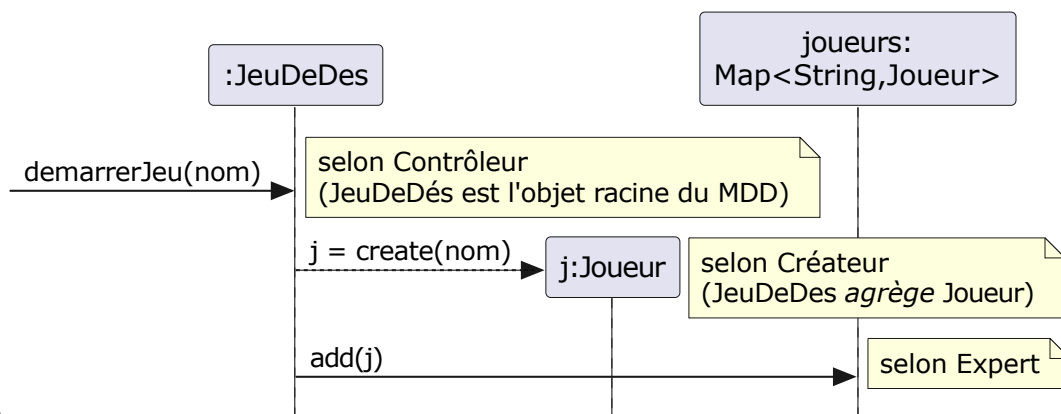 joueurs:
Map<String,Joueur>
:JeuDeDes
demarrerJeu(nom)
selon Contrôleur
(JeuDeDés est l'objet racine du MDD)
j = create(nom)
j:Joueur
selon Créateur
(JeuDeDes agrège Joueur)
add(j)
selon Expert